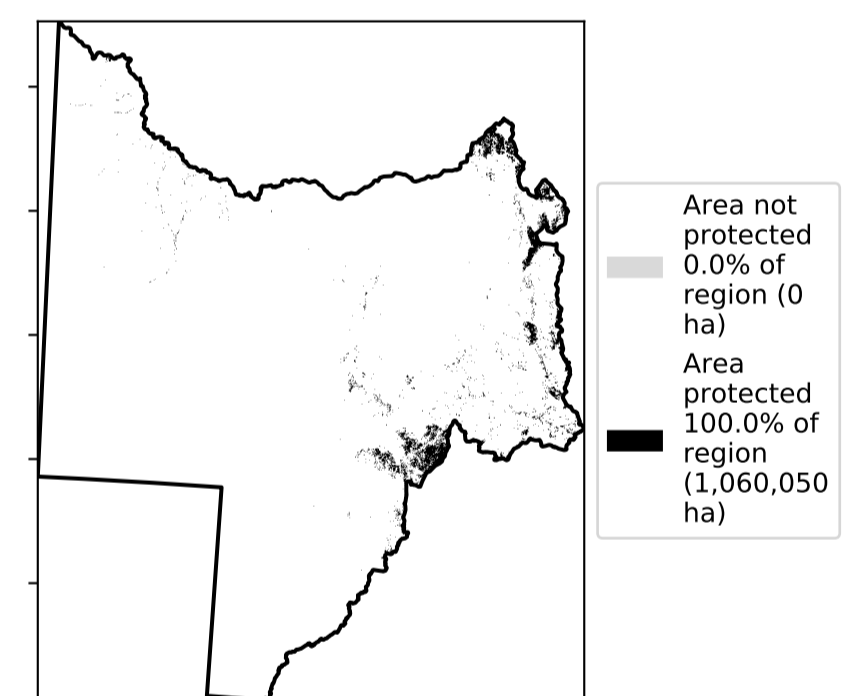 Area not
protected
0.0% of
region (0
ha)
Area
protected
100.0% of
region
(1,060,050
ha)